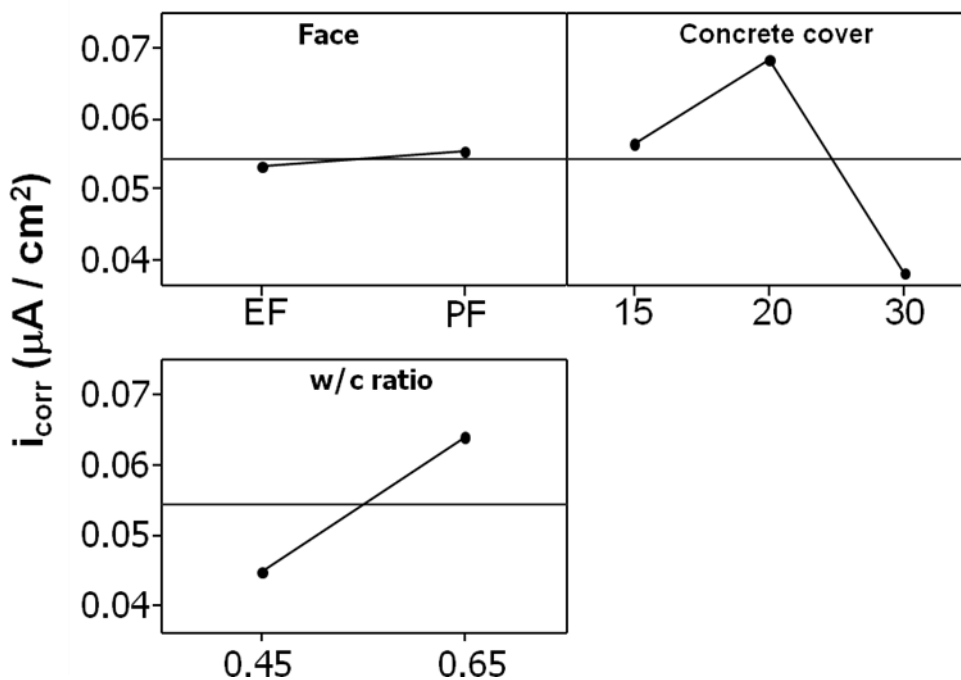 Face
Concrete cover
0.07
0.06
0.05
0.04
EF PF
15 20 30
i_corr (μA / cm²)
w/c ratio
0.07
0.06
0.05
0.04
0.45 0.65